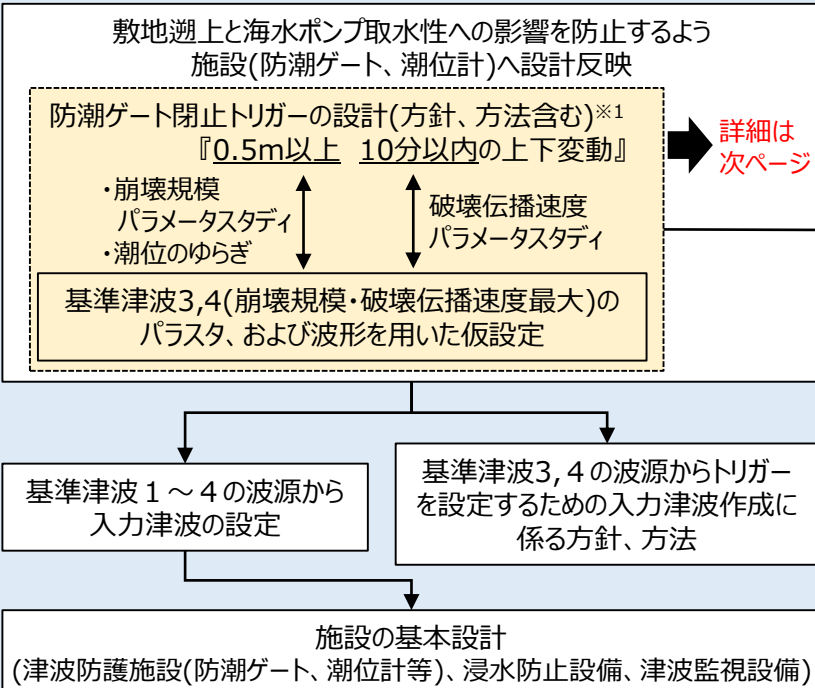 敷地遡上と海水ポンプ取水性への影響を防止するよう
施設(防潮ゲート、潮位計)へ設計反映
防潮ゲート閉止トリガーの設計(方針、方法含む)※1
『0.5m以上 10分以内の上下変動』
詳細は
次ページ
・崩壊規模
パラメータスタディ
・潮位のゆらぎ
破壊伝播速度
パラメータスタディ
基準津波3,4(崩壊規模・破壊伝播速度最大)の
パラスタ、および波形を用いた仮設定
基準津波１～４の波源から
入力津波の設定
基準津波3,４の波源からトリガー
を設定するための入力津波作成に
係る方針、方法
施設の基本設計
(津波防護施設(防潮ゲート、潮位計等)、浸水防止設備、津波監視設備)